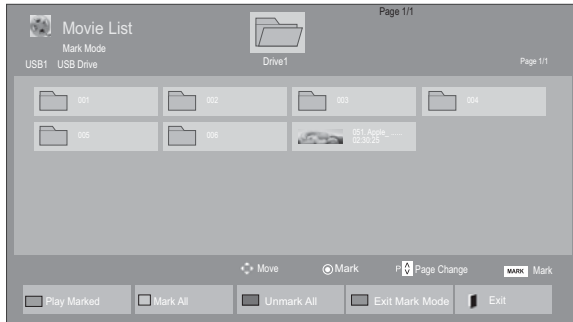 Page 1/1
Movie List
Mark Mode
USB1 USB Drive
Drive1
Page 1/1
001 002 003 004
005 006 051. Apple_ ......
02:30:25
Move Mark P Page Change MARK Mark
Play Marked Mark All Unmark All Exit Mark Mode Exit